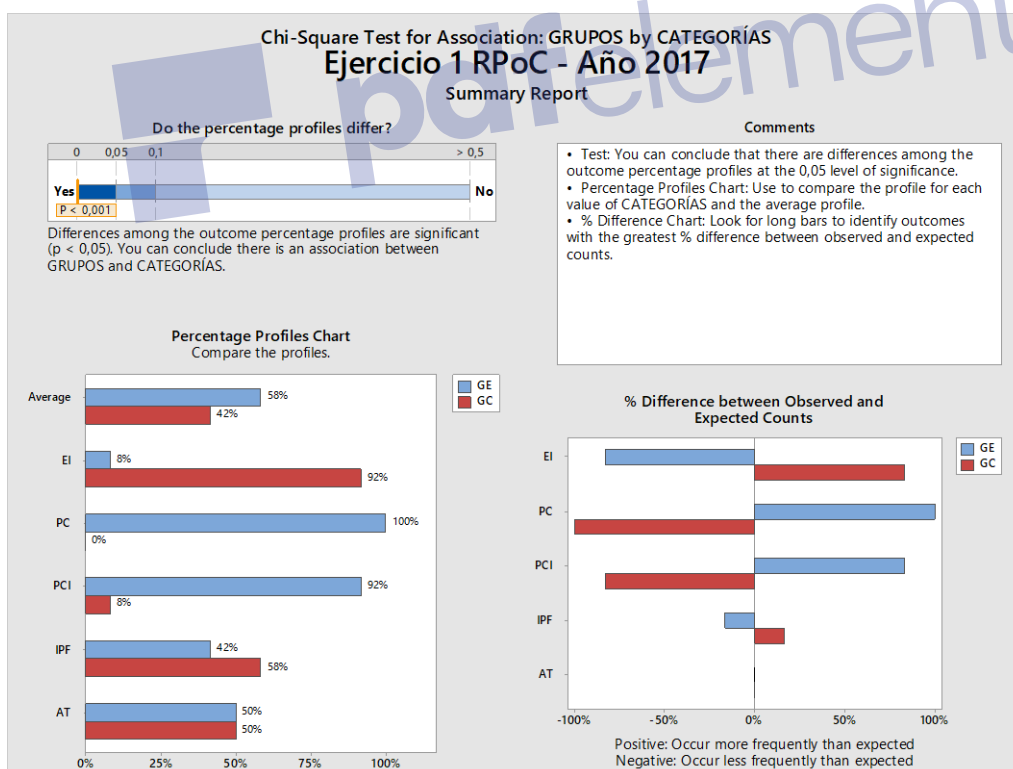 Chi-Square Test for Association: GRUPOS by CATEGORÍAS
Ejercicio 1 RPoC - Año 2017
Summary Report
pdfelement
Do the percentage profiles differ?
0 0,05 0,1 > 0,5
Yes No
P < 0,001
Differences among the outcome percentage profiles are significant
(p < 0,05). You can conclude there is an association between
GRUPOS and CATEGORÍAS.
Comments
• Test: You can conclude that there are differences among the
outcome percentage profiles at the 0,05 level of significance.
• Percentage Profiles Chart: Use to compare the profile for each
value of CATEGORÍAS and the average profile.
• % Difference Chart: Look for long bars to identify outcomes
with the greatest % difference between observed and expected
counts.
Percentage Profiles Chart
Compare the profiles.
GE
GC
Average 58%
42%
EI 8%
92%
PC 100%
0%
PCI 92%
8%
IPF 42%
58%
AT 50%
50%
0% 25% 50% 75% 100%
% Difference between Observed and
Expected Counts
GE
GC
EI
PC
PCI
IPF
AT
-100% -50% 0% 50% 100%
Positive: Occur more frequently than expected
Negative: Occur less frequently than expected